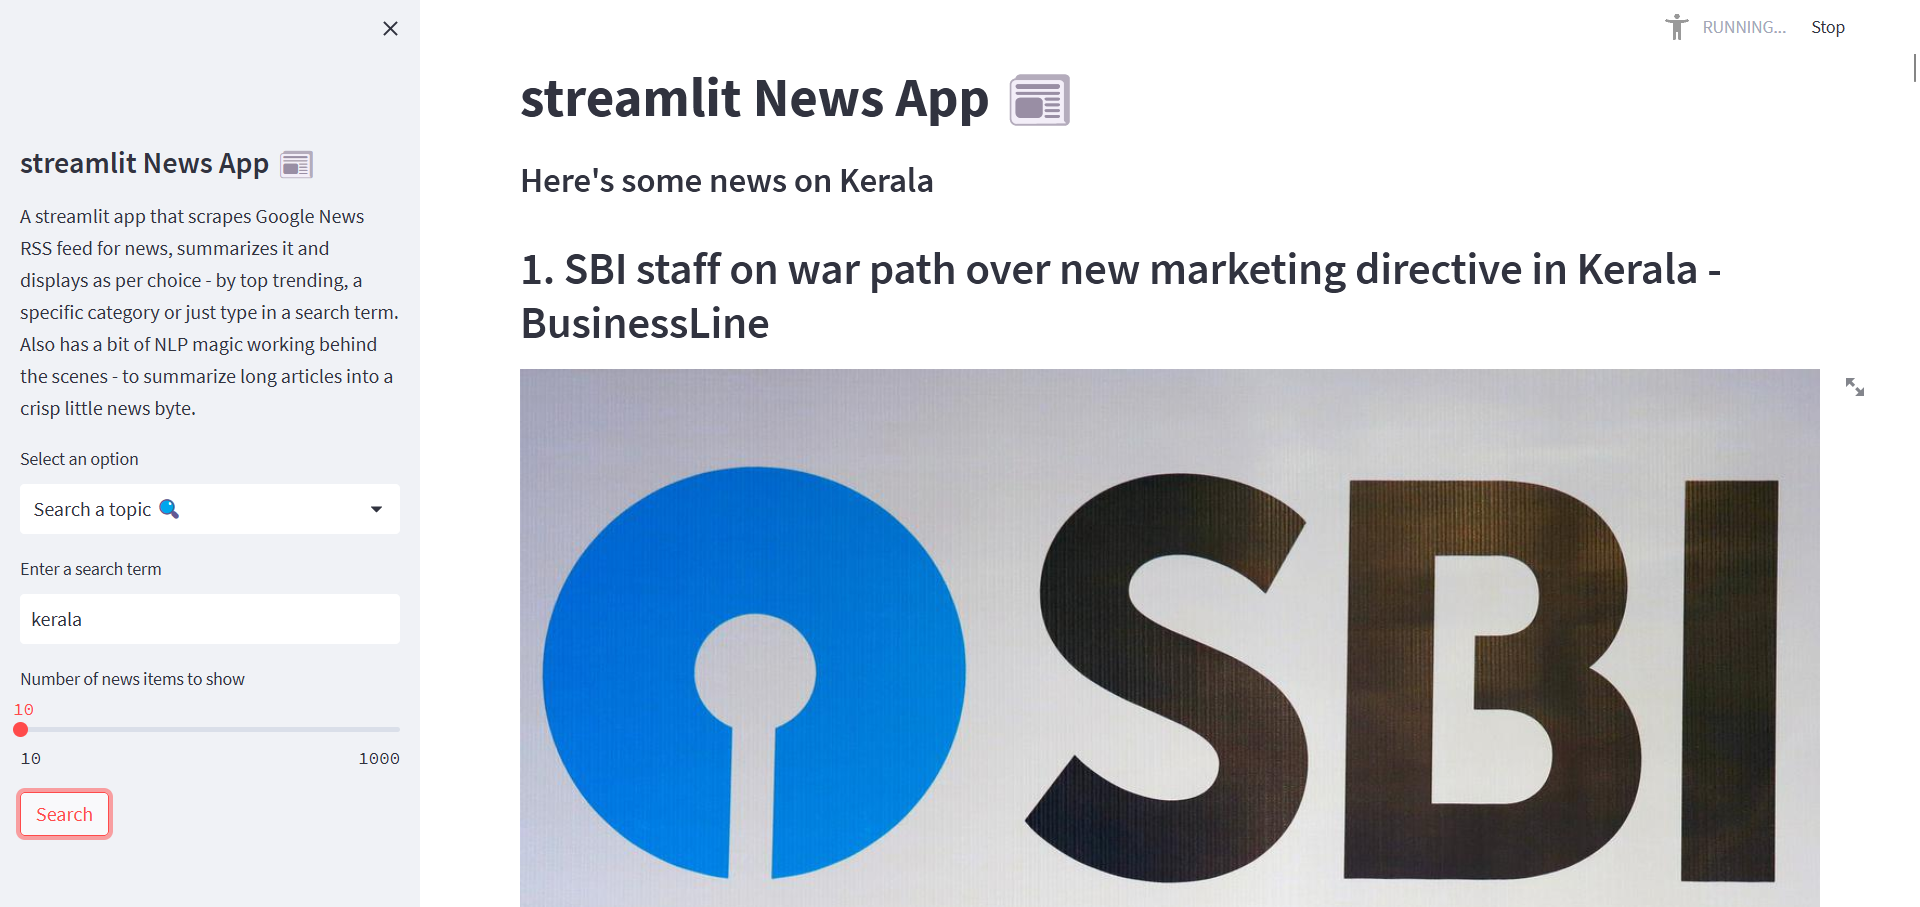 RUNNING...
Stop
streamlit News App
A streamlit app that scrapes Google News
RSS feed for news, summarizes it and
displays as per choice - by top trending, a
specific category or just type in a search term.
Also has a bit of NLP magic working behind
the scenes - to summarize long articles into a
crisp little news byte.
Select an option
Search a topic
Enter a search term
kerala
Number of news items to show
10
10
1000
Search
streamlit News App
Here's some news on Kerala
1. SBI staff on war path over new marketing directive in Kerala -
BusinessLine
SBI